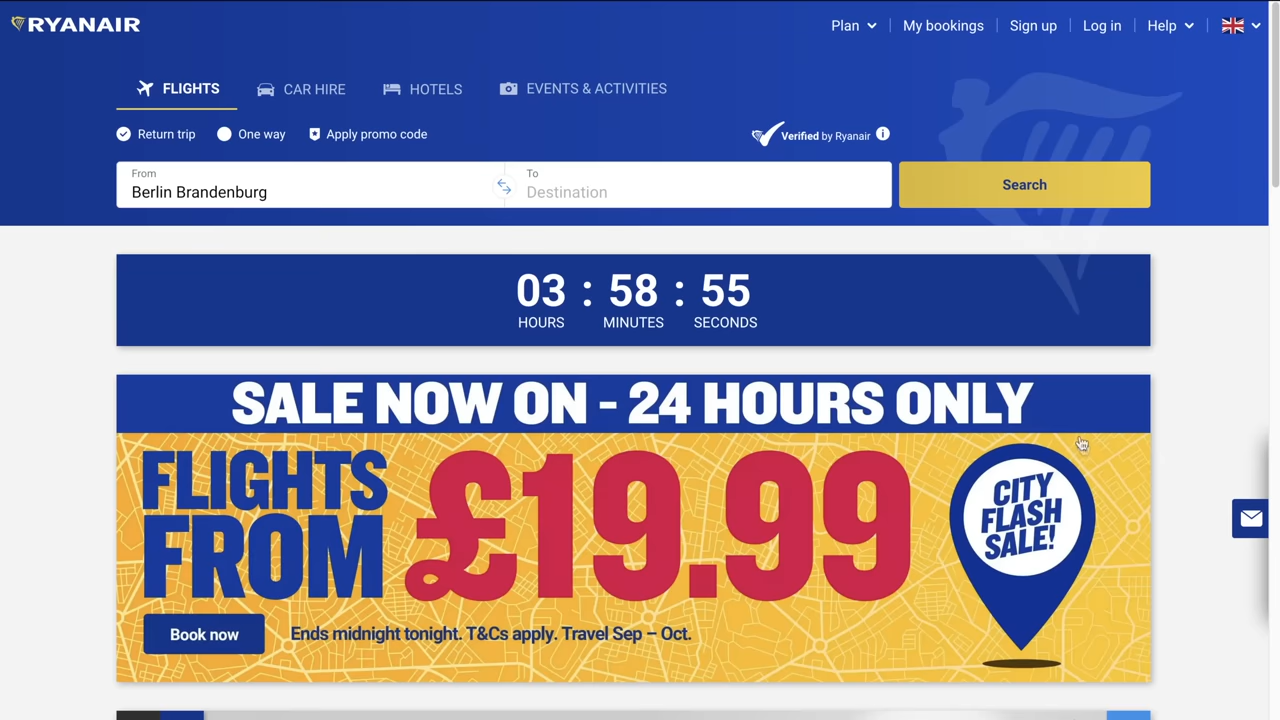 RYANAIR
Plan
My bookings
Sign up
Log in
Help
FLIGHTS
CAR HIRE
HOTELS
EVENTS & ACTIVITIES
Return trip
One way
Apply promo code
Verified by Ryanair
From
Berlin Brandenburg
To
Destination
Search
03 : 58 : 55
HOURS MINUTES SECONDS
SALE NOW ON - 24 HOURS ONLY
FLIGHTS
FROM
£19.99
CITY
FLASH
SALE!
Book now
Ends midnight tonight. T&Cs apply. Travel Sep – Oct.